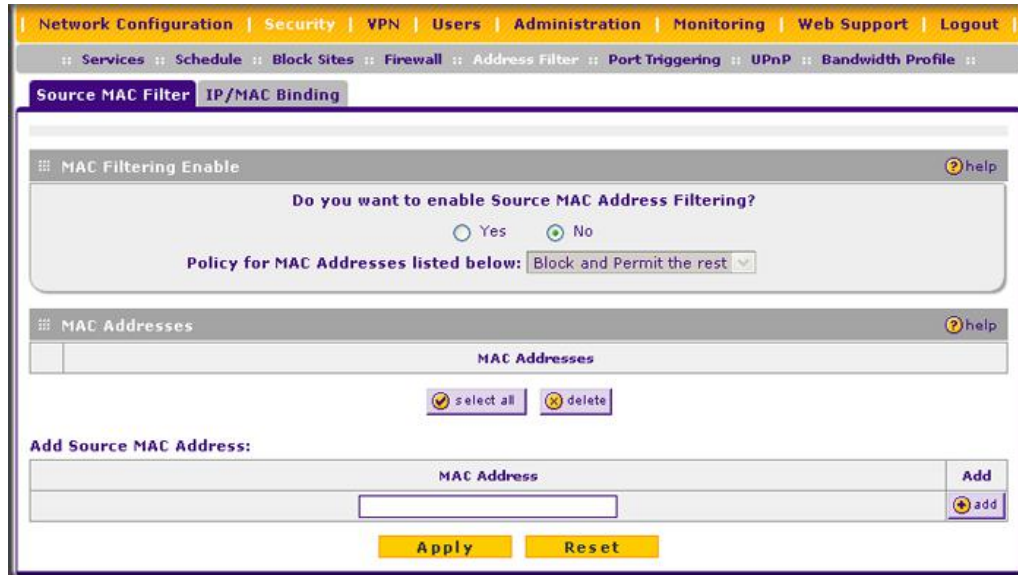 | Network Configuration | Security | VPN | Users | Administration | Monitoring | Web Support | Logout |
:: Services :: Schedule :: Block Sites :: Firewall :: Address Filter :: Port Triggering :: UPnP :: Bandwidth Profile ::
Source MAC Filter IP/MAC Binding
MAC Filtering Enable ? help
Do you want to enable Source MAC Address Filtering?
Yes No
Policy for MAC Addresses listed below: Block and Permit the rest
MAC Addresses ? help
MAC Addresses
select all delete
Add Source MAC Address:
MAC Address Add
add
Apply Reset